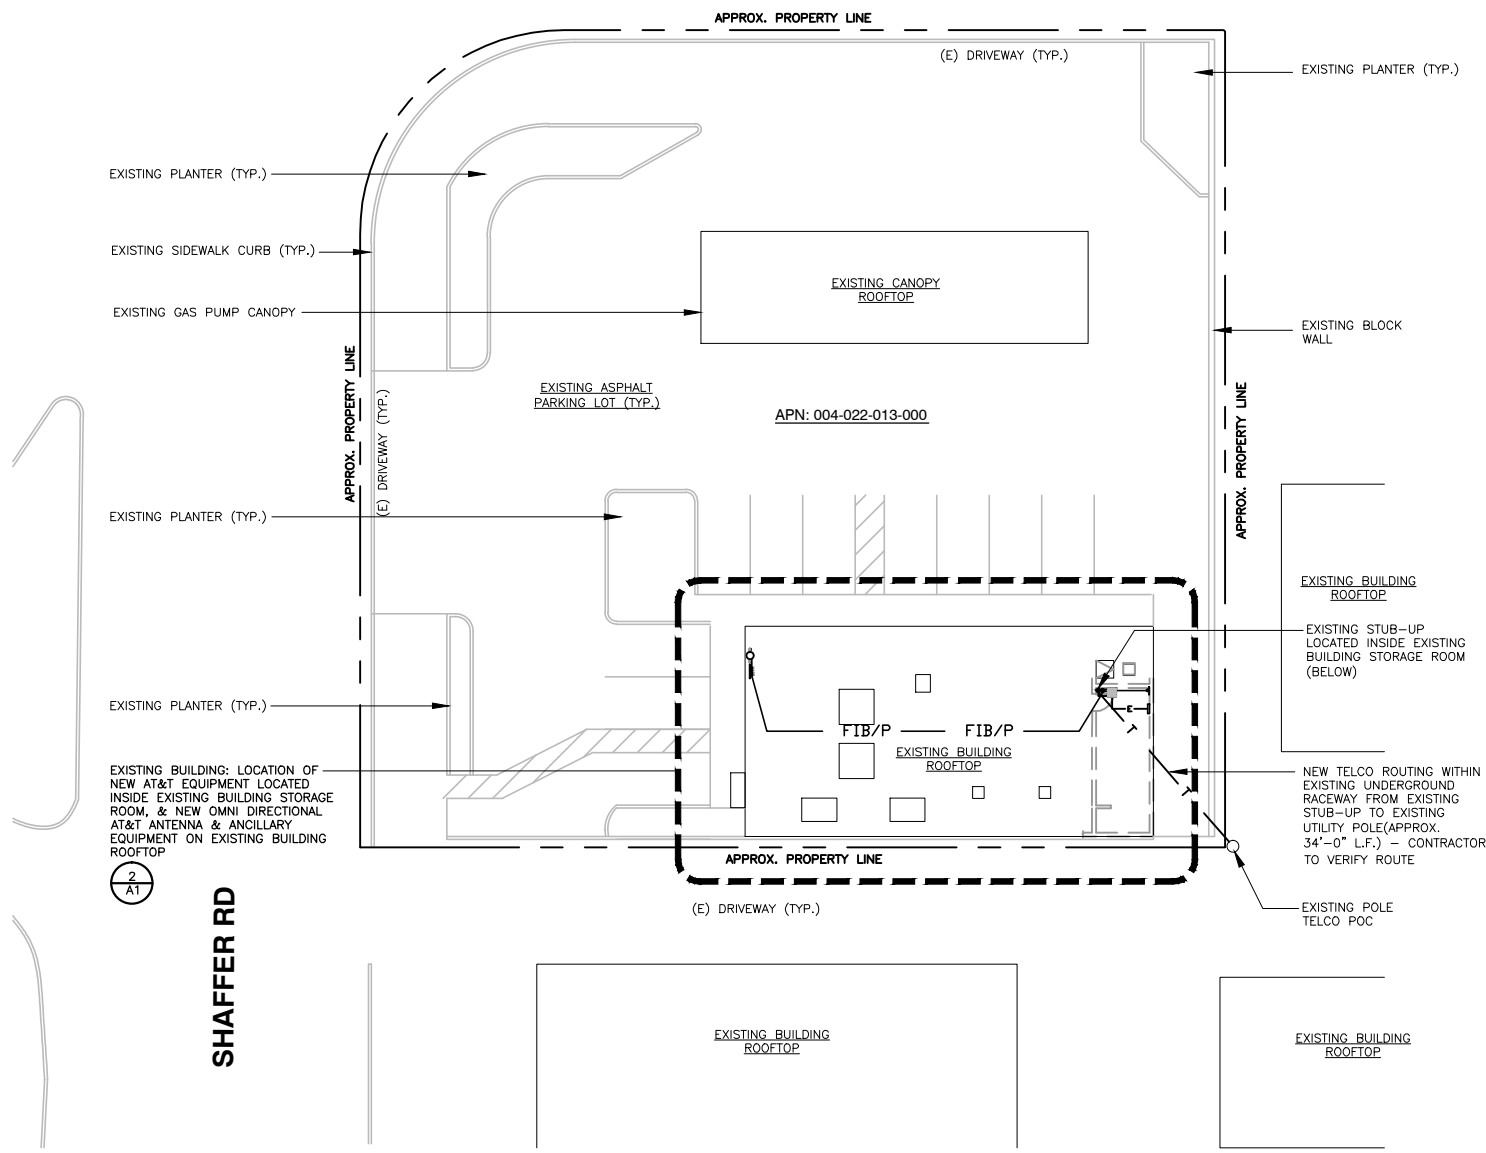 APPROX. PROPERTY LINE
(E) DRIVEWAY (TYP.)
EXISTING PLANTER (TYP.)
EXISTING PLANTER (TYP.)
EXISTING SIDEWALK CURB (TYP.)
EXISTING CANOPY
ROOFTOP
EXISTING GAS PUMP CANOPY
EXISTING BLOCK
WALL
APPROX. PROPERTY LINE
(E) DRIVEWAY (TYP.)
EXISTING ASPHALT
PARKING LOT (TYP.)
APN: 004-022-013-000
APPROX. PROPERTY LINE
EXISTING PLANTER (TYP.)
EXISTING BUILDING
ROOFTOP
EXISTING STUB-UP
LOCATED INSIDE EXISTING
BUILDING STORAGE ROOM
(BELOW)
EXISTING PLANTER (TYP.)
E
T
FIB/P
FIB/P
EXISTING BUILDING
ROOFTOP
EXISTING BUILDING: LOCATION OF
NEW AT&T EQUIPMENT LOCATED
INSIDE EXISTING BUILDING STORAGE
ROOM, & NEW OMNI DIRECTIONAL
AT&T ANTENNA & ANCILLARY
EQUIPMENT ON EXISTING BUILDING
ROOFTOP
T
NEW TELCO ROUTING WITHIN
EXISTING UNDERGROUND
RACEWAY FROM EXISTING
STUB-UP TO EXISTING
UTILITY POLE(APPROX.
34'-0" L.F.) - CONTRACTOR
TO VERIFY ROUTE
APPROX. PROPERTY LINE
2
A1
(E) DRIVEWAY (TYP.)
EXISTING POLE
TELCO POC
SHAFFER RD
EXISTING BUILDING
ROOFTOP
EXISTING BUILDING
ROOFTOP